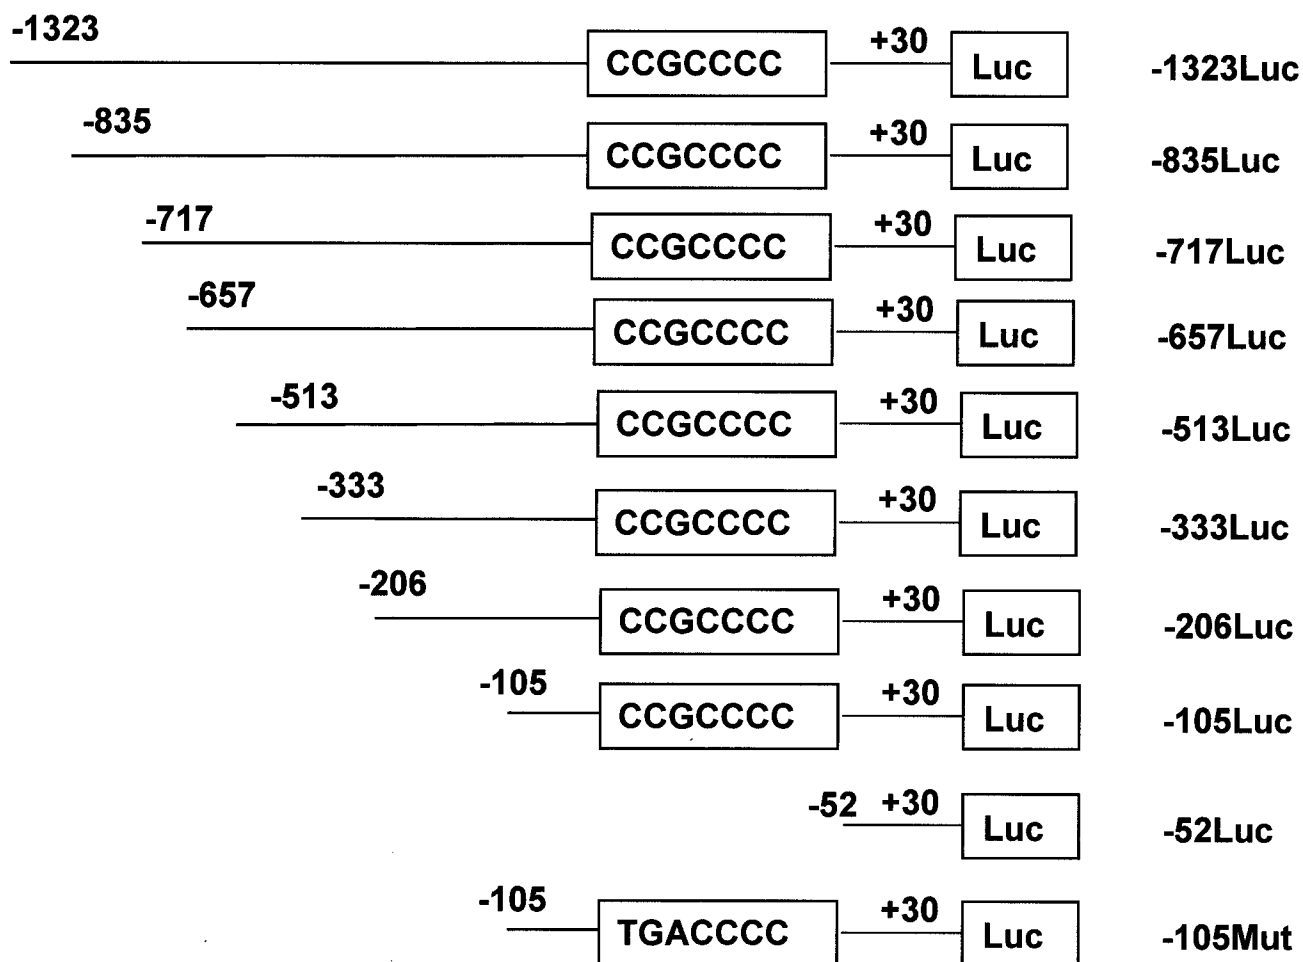 -1323 CCGCCCC +30 Luc -1323Luc
-835 CCGCCCC +30 Luc -835Luc
-717 CCGCCCC +30 Luc -717Luc
-657 CCGCCCC +30 Luc -657Luc
-513 CCGCCCC +30 Luc -513Luc
-333 CCGCCCC +30 Luc -333Luc
-206 CCGCCCC +30 Luc -206Luc
-105 CCGCCCC +30 Luc -105Luc
-52 +30 Luc -52Luc
-105 TGACCCC +30 Luc -105Mut